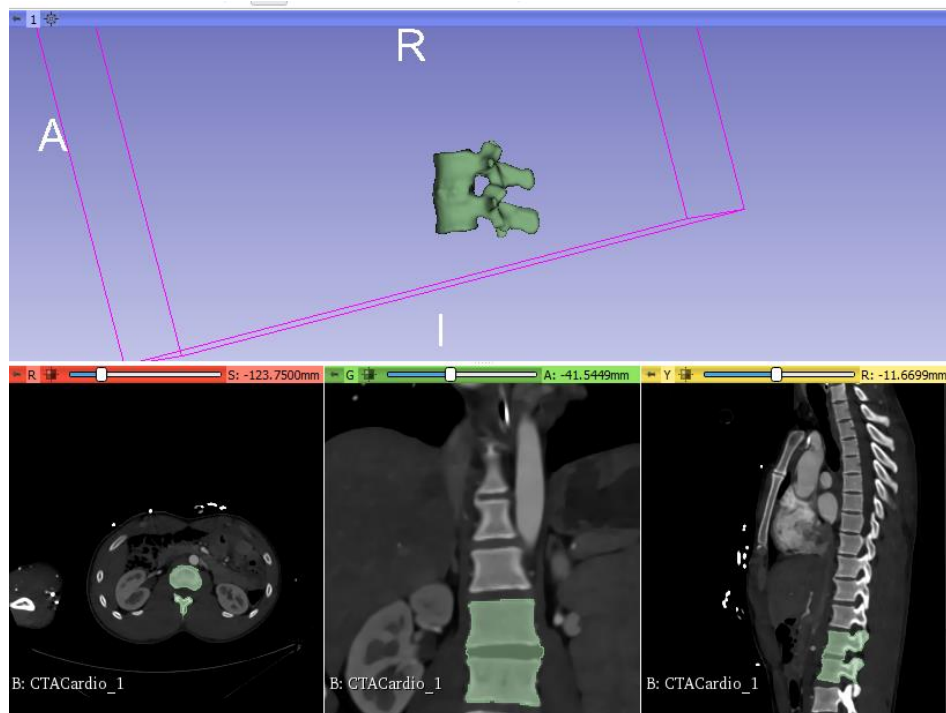 1
R
A
I
R S: -123.7500mm
G A: -41.5449mm
Y R: -11.6699mm
B: CTACardio_1
B: CTACardio_1
B: CTACardio_1